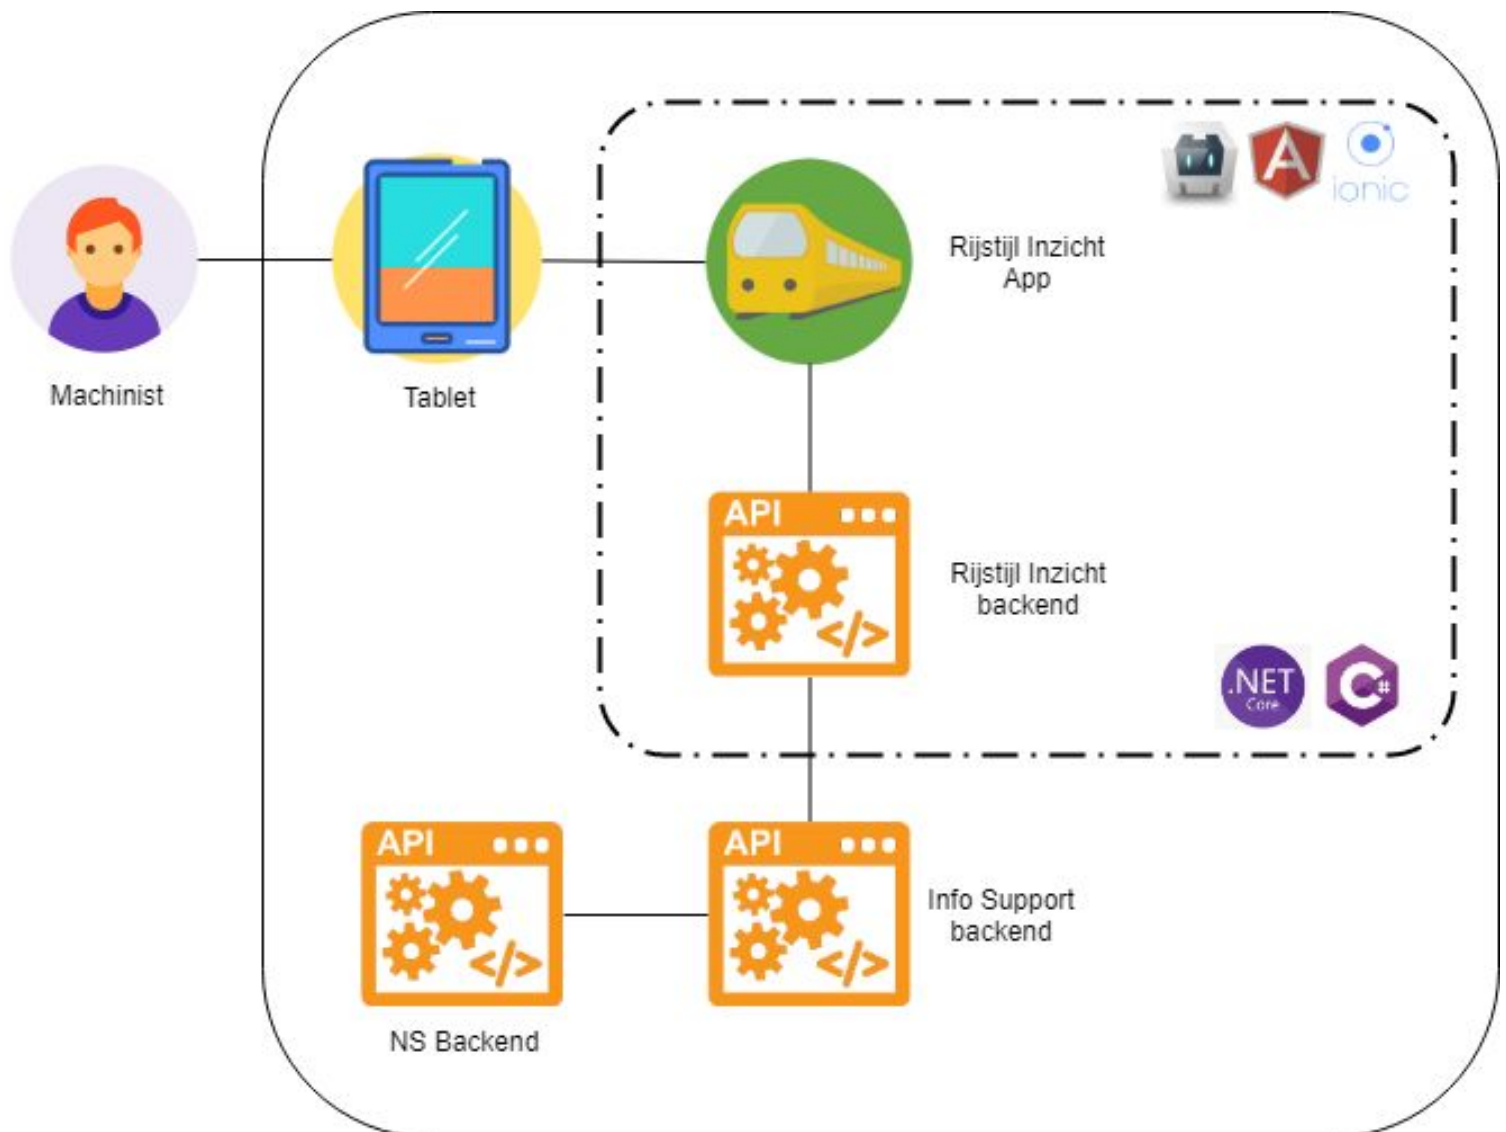 ionic
Rijstijl Inzicht
App
Machinist
Tablet
API
Rijstijl Inzicht
backend
</>
.NET
Core
C#
API
API
Info Support
backend
</>
</>
NS Backend